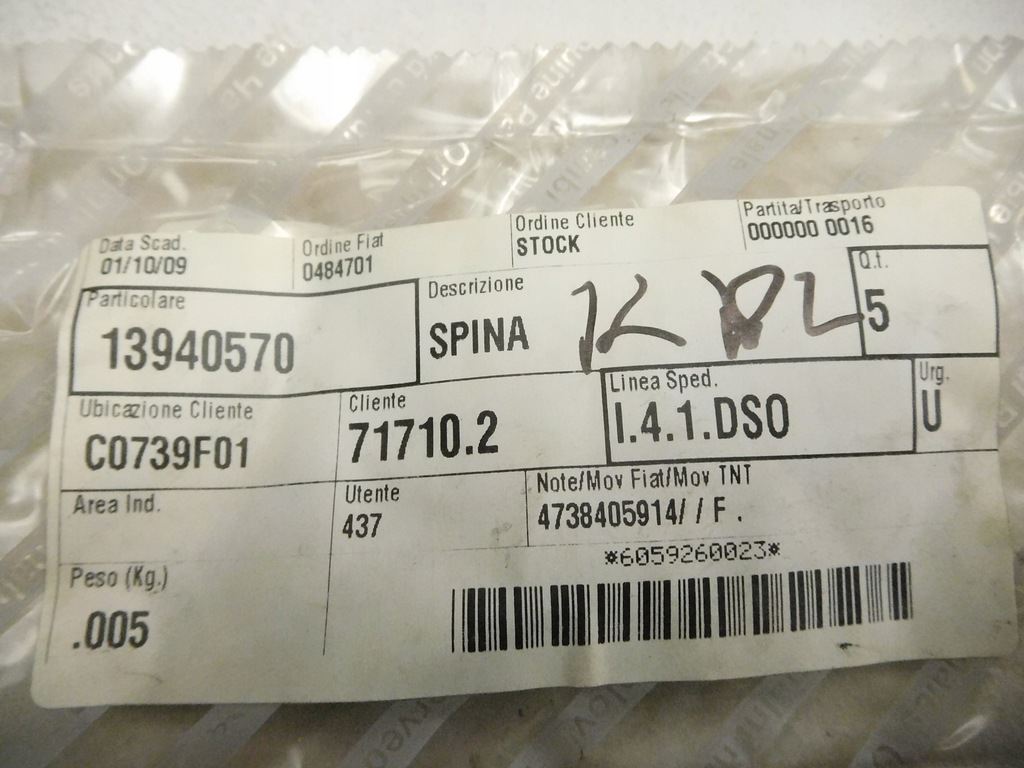 Data Scad.
01/10/09
Ordine Fiat
0484701
Ordine Cliente
STOCK
Partita/Trasporto
000000 0016
Particolare
13940570
Descrizione
SPINA
Q.t.
5
Ubicazione Cliente
C0739F01
Cliente
71710.2
Linea Sped.
I.4.1.DSO
Urg.
U
Area Ind.
Utente
437
Note/Mov Fiat/Mov TNT
4738405914/ / F .
Peso (Kg.)
.005
*6059260023*